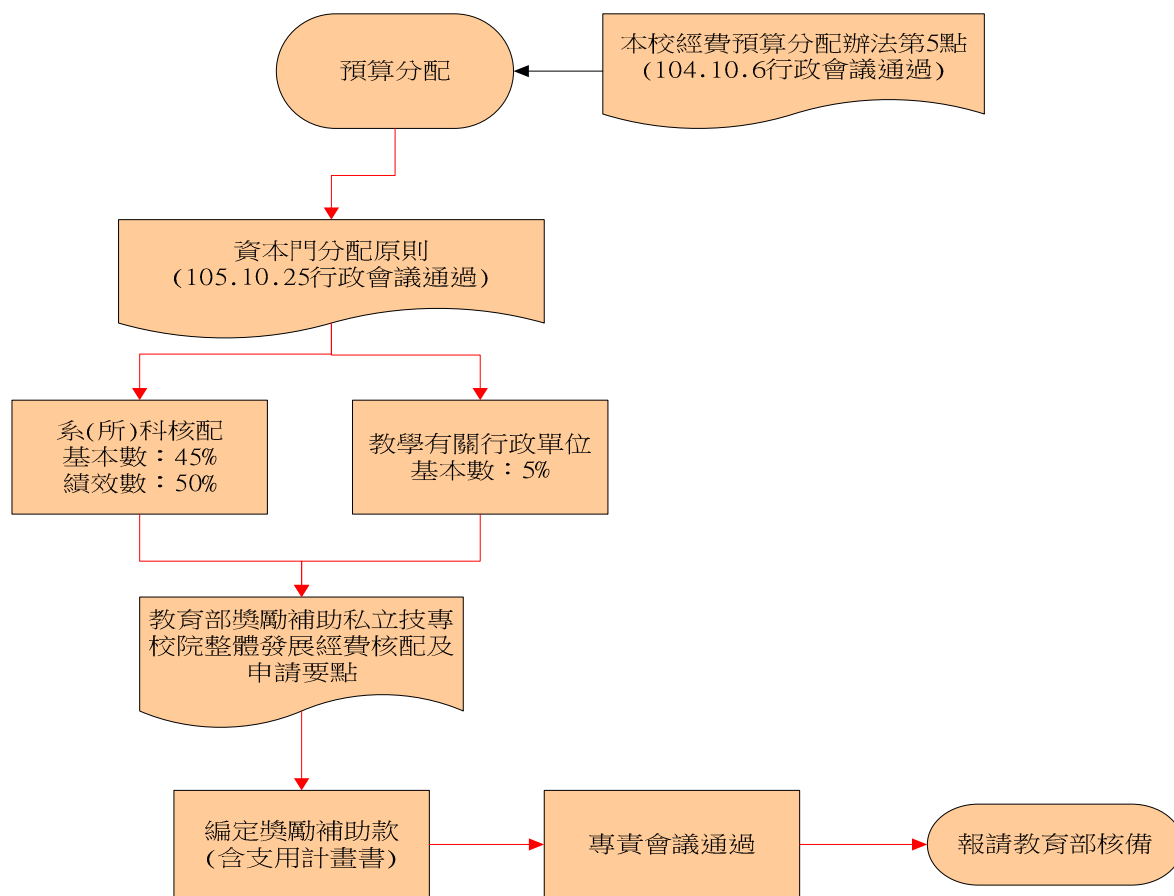 預算分配
本校經費預算分配辦法第5點
(104.10.6行政會議通過)
資本門分配原則
(105.10.25行政會議通過)
系(所)科核配
基本數：45%
績效數：50%
教學有關行政單位
基本數：5%
教育部獎勵補助私立技專
校院整體發展經費核配及
申請要點
編定獎勵補助款
(含支用計畫書)
專責會議通過
報請教育部核備